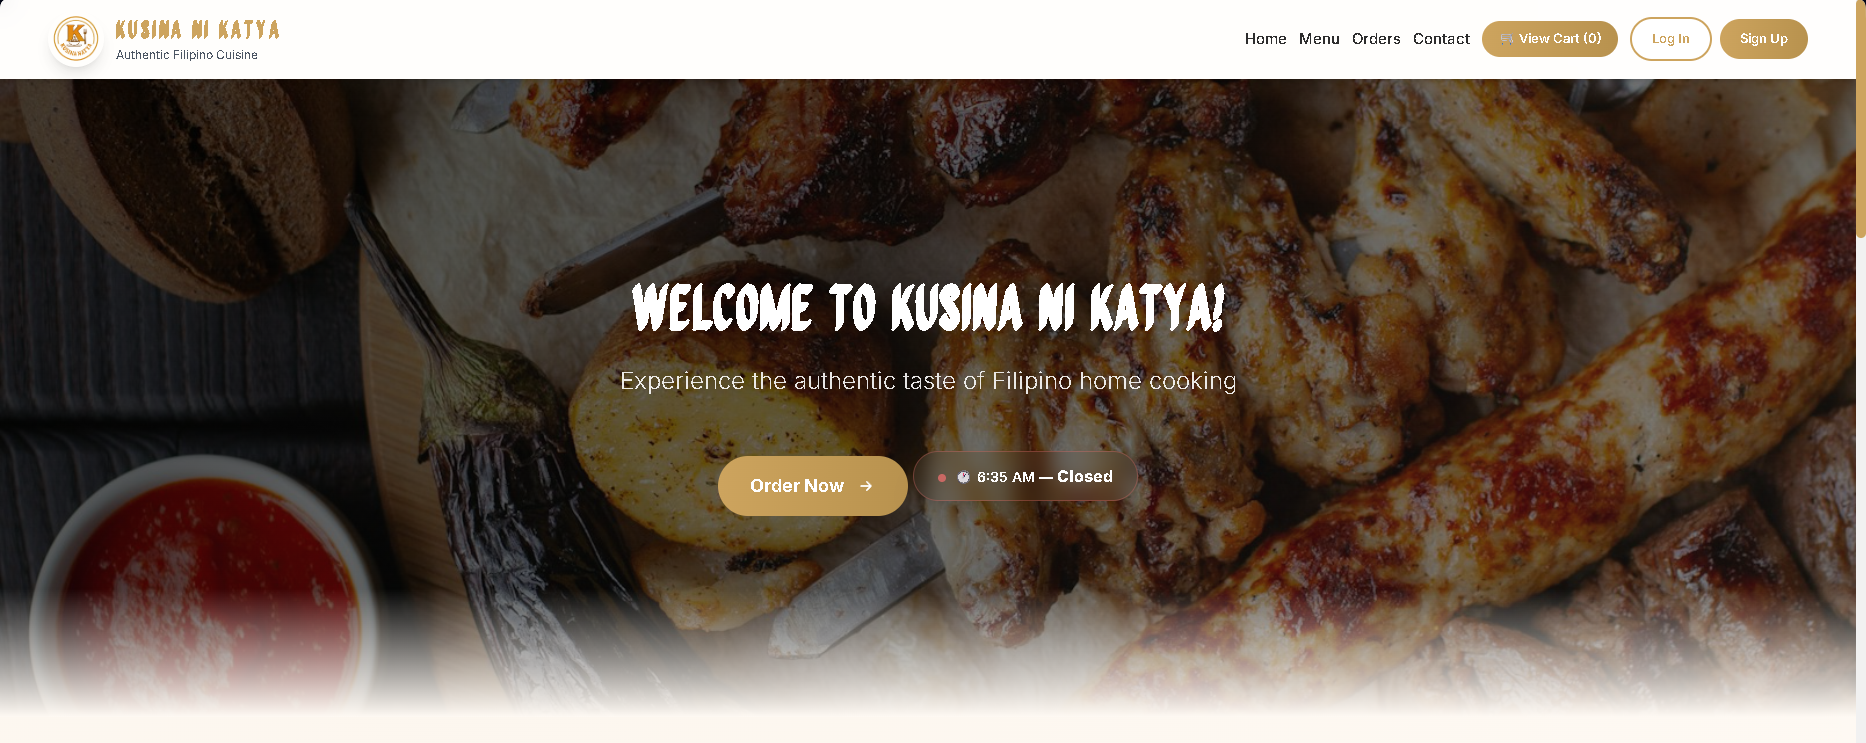 KUSINA NI KATYA
Authentic Filipino Cuisine
Home Menu Orders Contact View Cart (0) Log In Sign Up
WELCOME TO KUSINA NI KATYA!
Experience the authentic taste of Filipino home cooking
Order Now → 6:35 AM — Closed